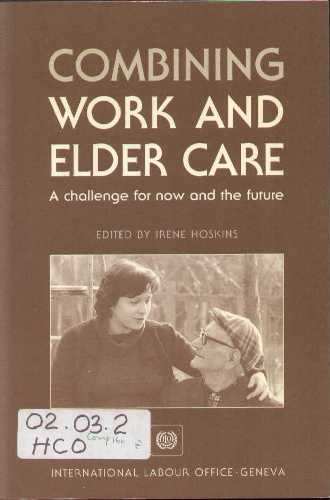 COMBINING
WORK AND
ELDER CARE
A challenge for now and the future
EDITED BY IRENE HOSKINS
02.03.2
HCO
INTERNATIONAL LABOUR OFFICE-GENEVA